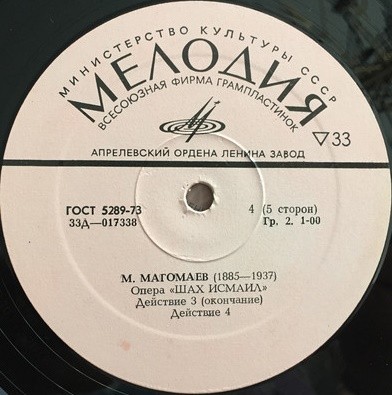 МИНИСТЕРСТВО КУЛЬТУРЫ СССР
МЕЛОДИЯ
ВСЕСОЮЗНАЯ ФИРМА ГРАМПЛАСТИНОК
33
АПРЕЛЕВСКИЙ ОРДЕНА ЛЕНИНА ЗАВОД
ГОСТ 5289-73 4 (5 сторон)
33Д—017338 Гр. 2. 1-00
М. МАГОМАЕВ (1885—1937)
Опера «ШАХ ИСМАИЛ»
Действие 3 (окончание)
Действие 4